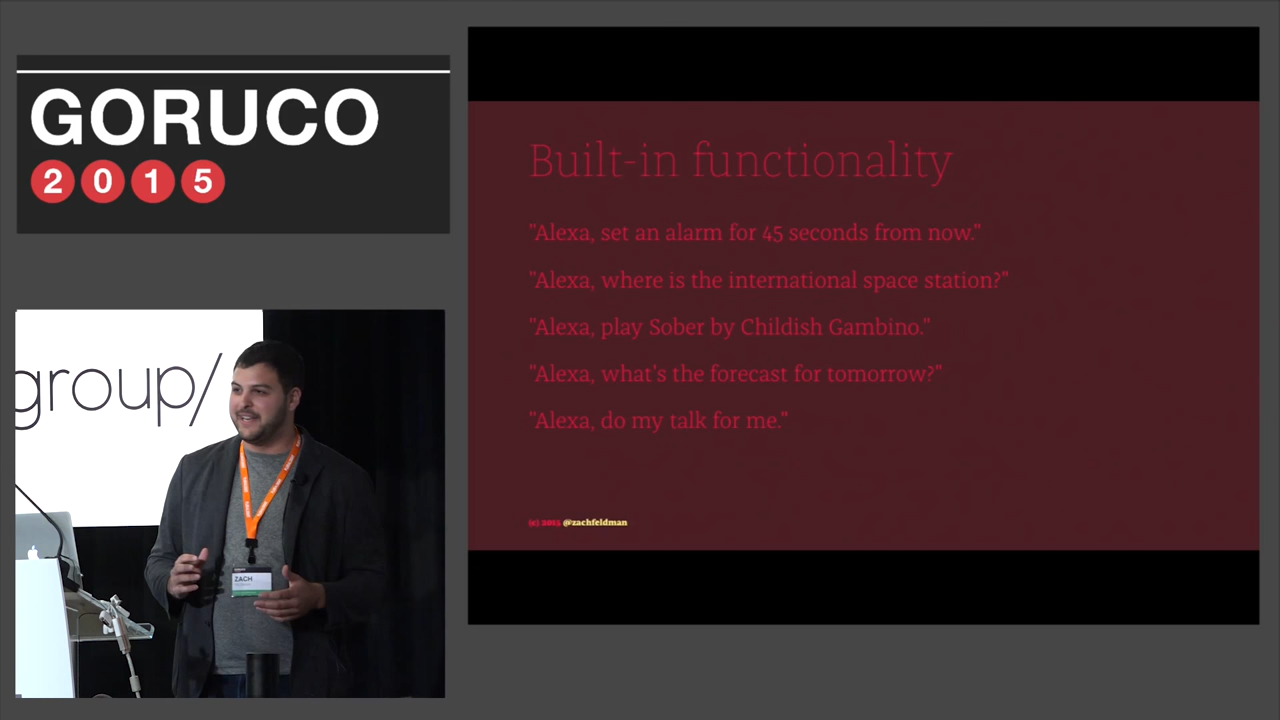 GORUCO
2015
Built-in functionality
"Alexa, set an alarm for 45 seconds from now."
"Alexa, where is the international space station?"
"Alexa, play Sober by Childish Gambino."
"Alexa, what's the forecast for tomorrow?"
"Alexa, do my talk for me."
(c) 2015 @zachfeldman
group/
ZACH